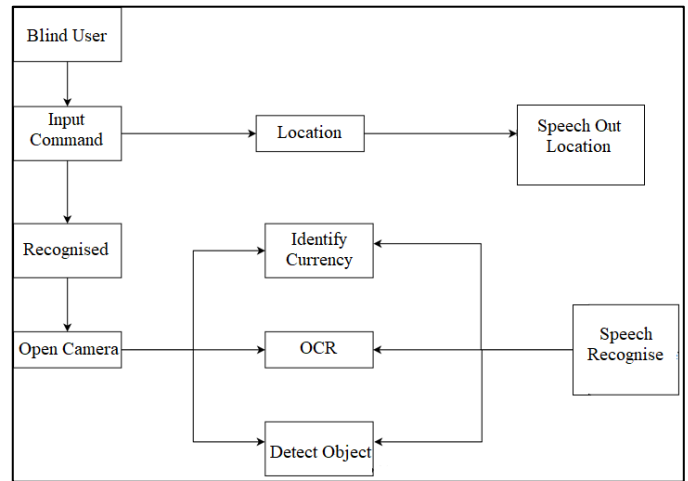 Blind User
Input
Command
Location
Speech Out
Location
Recognised
Identify
Currency
Open Camera
OCR
Speech
Recognise
Detect Object